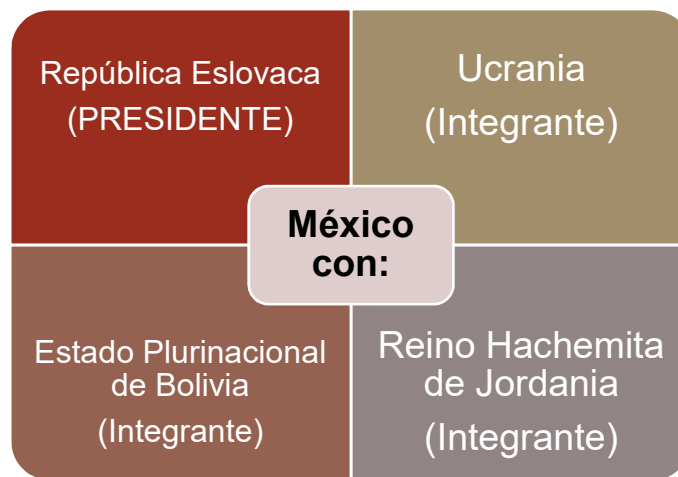 República Eslovaca
(PRESIDENTE)
Ucrania
(Integrante)
México
con:
Estado Plurinacional
de Bolivia
(Integrante)
Reino Hachemita
de Jordania
(Integrante)